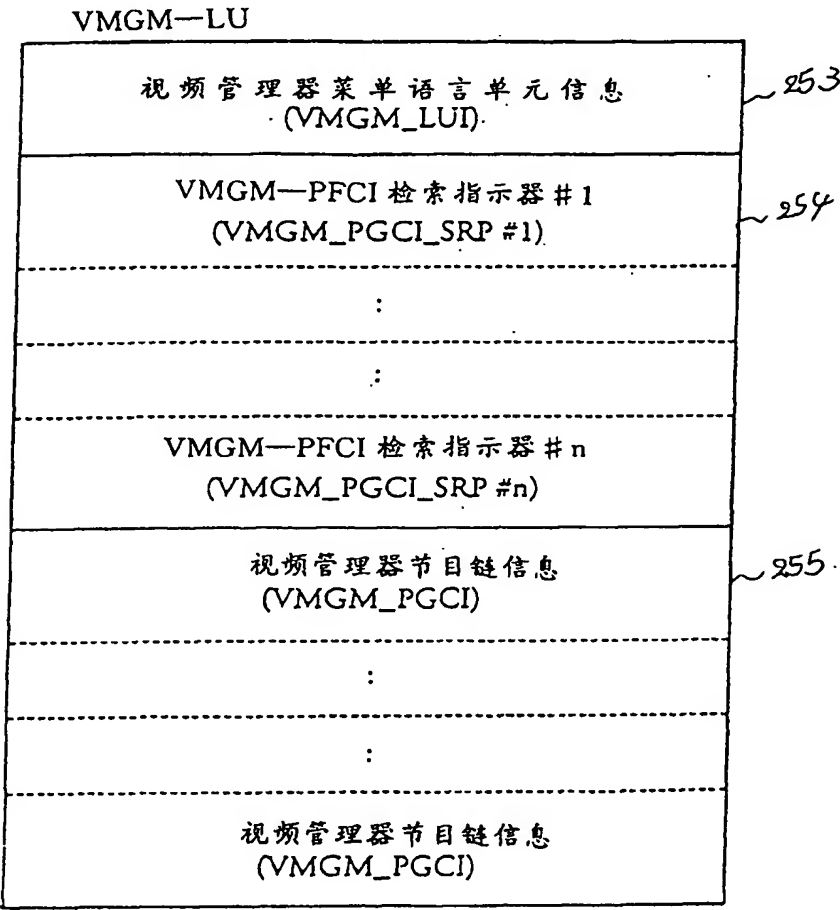 VMGM—LU
视频管理器菜单语言单元信息
(VMGM_LUI)
253
VMGM—PFCI 检索指示器#1
(VMGM_PGCI_SRP #1)
254
:
:
VMGM—PFCI 检索指示器#n
(VMGM_PGCI_SRP #n)
视频管理器节目链信息
(VMGM_PGCI)
255
:
:
视频管理器节目链信息
(VMGM_PGCI)